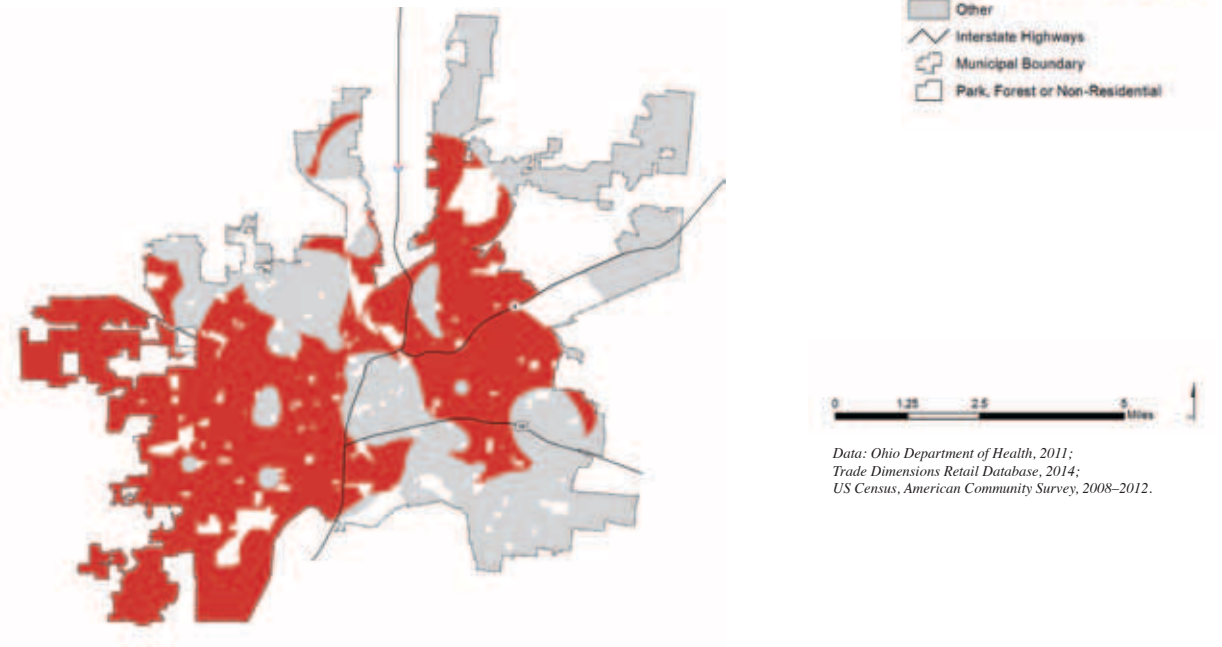 Other
Interstate Highways
Municipal Boundary
Park, Forest or Non-Residential
0 1.25 2.5 5
Miles
Data: Ohio Department of Health, 2011;
Trade Dimensions Retail Database, 2014;
US Census, American Community Survey, 2008–2012.